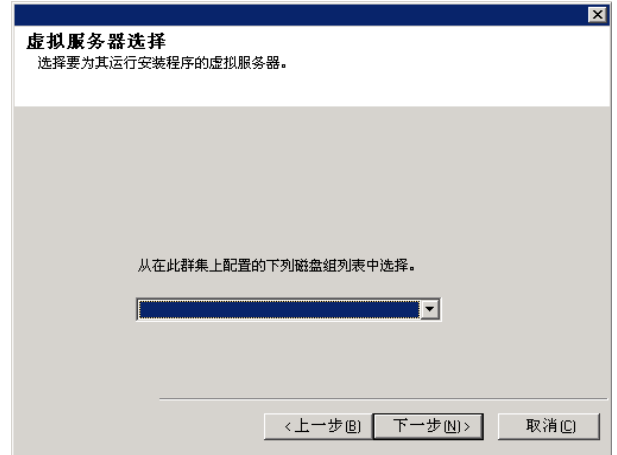 虚拟服务器选择
选择要为其运行安装程序的虚拟服务器。
从在此群集上配置的下列磁盘组列表中选择。
<上一步(B) 下一步(N)> 取消(C)